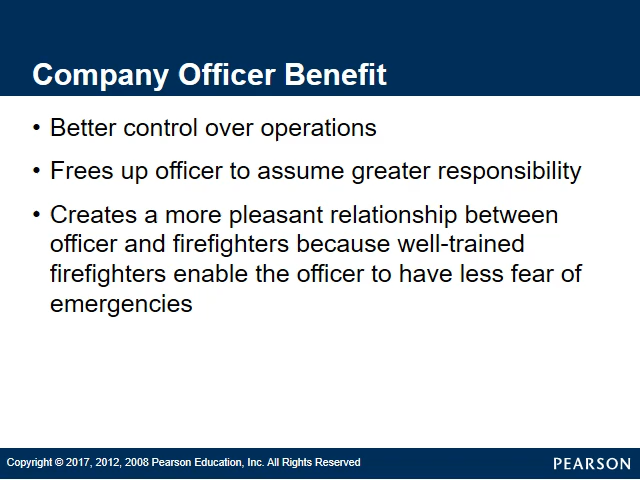 Company Officer Benefit
• Better control over operations
• Frees up officer to assume greater responsibility
• Creates a more pleasant relationship between
officer and firefighters because well-trained
firefighters enable the officer to have less fear of
emergencies
Copyright © 2017, 2012, 2008 Pearson Education, Inc. All Rights Reserved
PEARSON